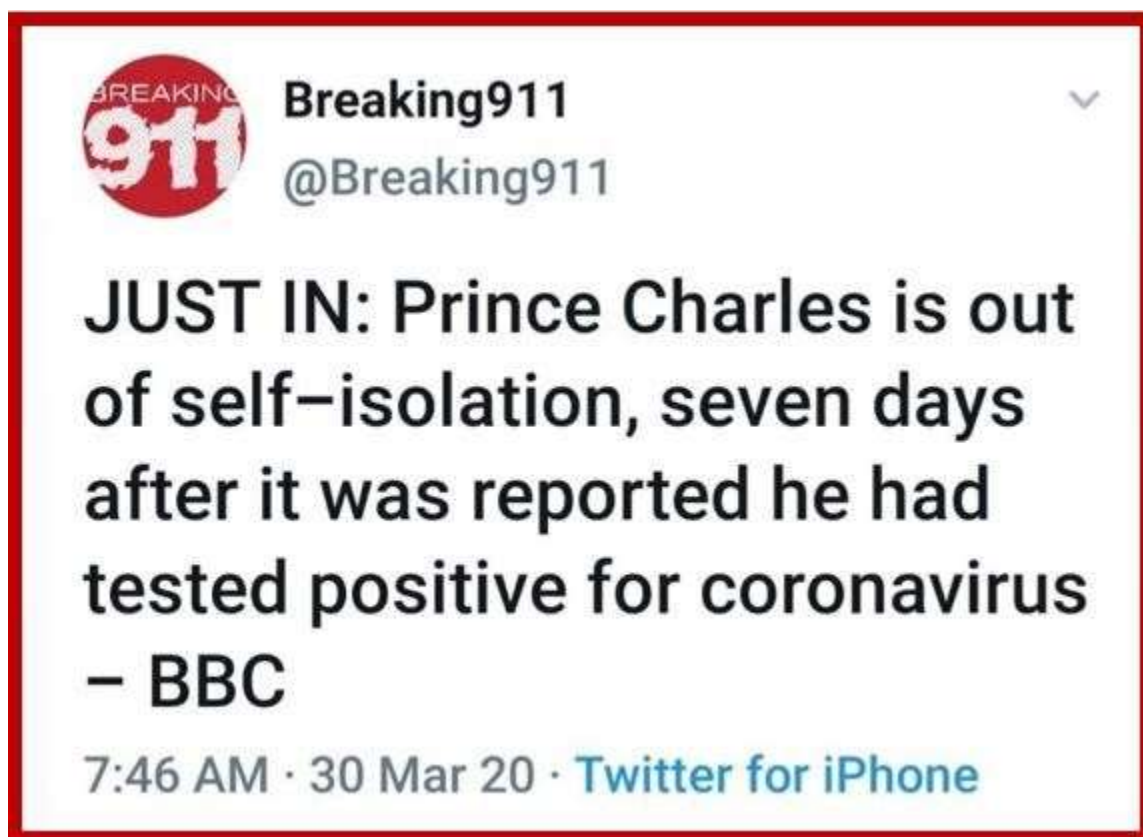 BREAKING
911
Breaking911
@Breaking911
JUST IN: Prince Charles is out
of self–isolation, seven days
after it was reported he had
tested positive for coronavirus
– BBC
7:46 AM · 30 Mar 20 · Twitter for iPhone